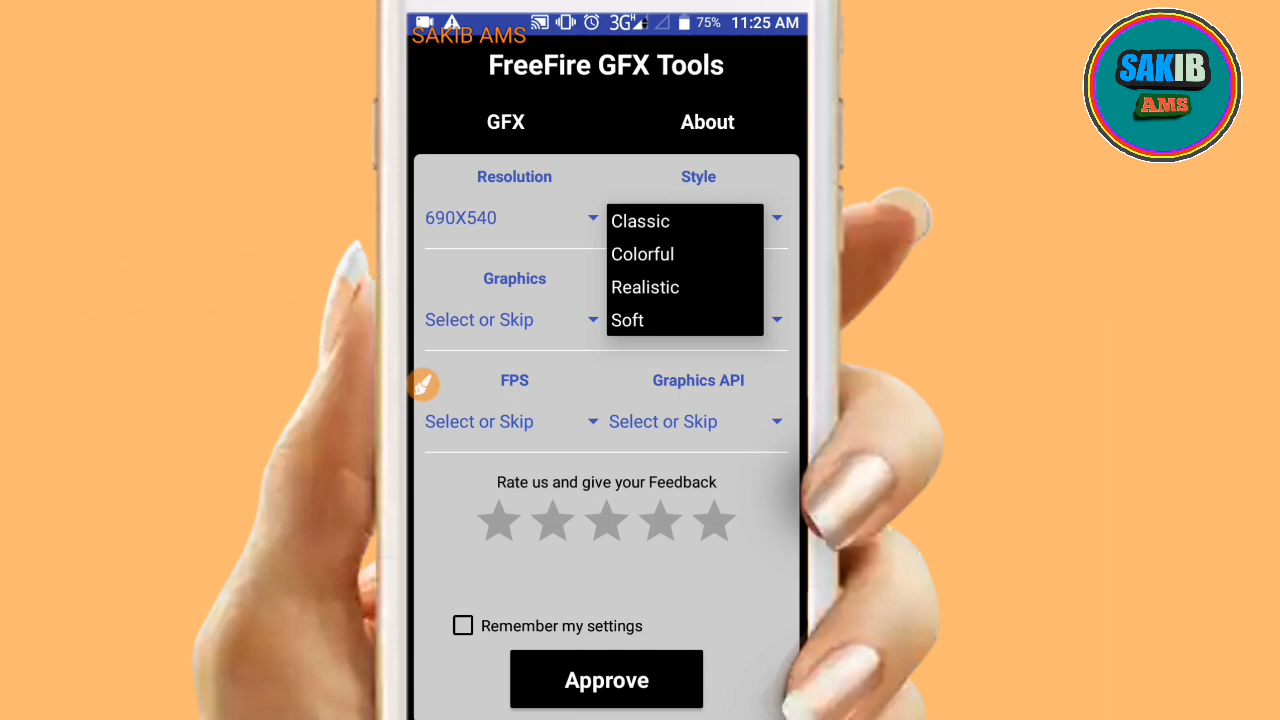 75% 11:25 AM
SAKIB AMS
FreeFire GFX Tools
GFX About
Resolution Style
690X540
Classic
Colorful
Realistic
Soft
Graphics
Select or Skip
FPS Graphics API
Select or Skip Select or Skip
Rate us and give your Feedback
Remember my settings
Approve
3G H
SAKIB
AMS